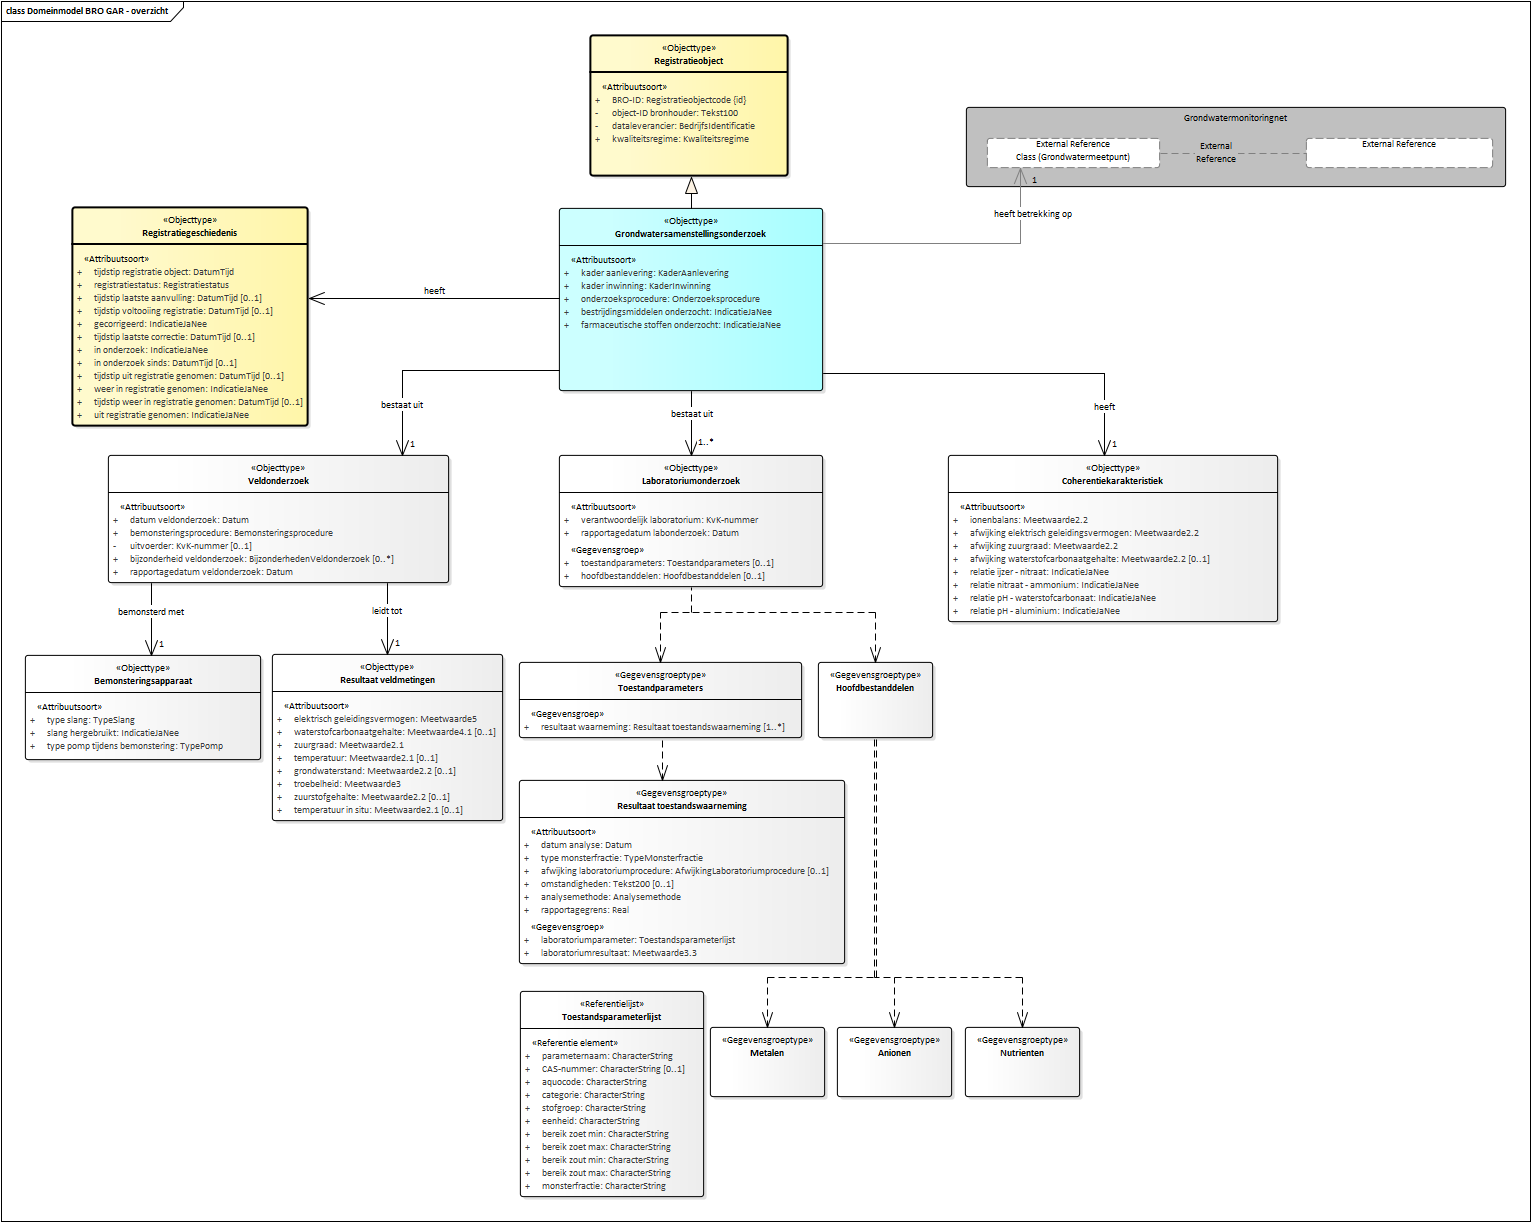 class Domeinmodel BRO GAR - overzicht
«Objecttype»
Registratieobject
«Attribuutsoort»
+ BRO-ID: Registratieobjectcode {id}
- object-ID bronhouder: Tekst100
- dataleverancier: BedrijfsIdentificatie
+ kwaliteitsregime: Kwaliteitsregime
Grondwatermonitoringnet
External Reference
Class (Grondwatermeetpunt)
External
Reference
External Reference
1
heeft betrekking op
«Objecttype»
Registratiegeschiedenis
«Attribuutsoort»
+ tijdstip registratie object: DatumTijd
+ registratiestatus: Registratiestatus
+ tijdstip laatste aanvulling: DatumTijd [0..1]
+ tijdstip voltooiing registratie: DatumTijd [0..1]
+ gecorrigeerd: IndicatieJaNee
+ tijdstip laatste correctie: DatumTijd [0..1]
+ in onderzoek: IndicatieJaNee
+ in onderzoek sinds: DatumTijd [0..1]
+ tijdstip uit registratie genomen: DatumTijd [0..1]
+ weer in registratie genomen: IndicatieJaNee
+ tijdstip weer in registratie genomen: DatumTijd [0..1]
+ uit registratie genomen: IndicatieJaNee
heeft
«Objecttype»
Grondwatersamenstellingsonderzoek
«Attribuutsoort»
+ kader aanlevering: KaderAanlevering
+ kader inwinning: KaderInwinning
+ onderzoeksprocedure: Onderzoeksprocedure
+ bestrijdingsmiddelen onderzocht: IndicatieJaNee
+ farmaceutische stoffen onderzocht: IndicatieJaNee
bestaat uit
1
bestaat uit
1..*
heeft
1
«Objecttype»
Veldonderzoek
«Attribuutsoort»
+ datum veldonderzoek: Datum
+ bemonsteringsprocedure: Bemonsteringsprocedure
- uitvoerder: KvK-nummer [0..1]
+ bijzonderheid veldonderzoek: BijzonderhedenVeldonderzoek [0..*]
+ rapportagedatum veldonderzoek: Datum
«Objecttype»
Laboratoriumonderzoek
«Attribuutsoort»
+ verantwoordelijk laboratorium: KvK-nummer
+ rapportagedatum labonderzoek: Datum
«Gegevensgroep»
+ toestandparameters: Toestandparameters [0..1]
+ hoofdbestanddelen: Hoofdbestanddelen [0..1]
«Objecttype»
Coherentiekarakteristiek
«Attribuutsoort»
+ ionenbalans: Meetwaarde2.2
+ afwijking elektrisch geleidingsvermogen: Meetwaarde2.2
+ afwijking zuurgraad: Meetwaarde2.2
+ afwijking waterstofcarbonaatgehalte: Meetwaarde2.2 [0..1]
+ relatie ijzer - nitraat: IndicatieJaNee
+ relatie nitraat - ammonium: IndicatieJaNee
+ relatie pH - waterstofcarbonaat: IndicatieJaNee
+ relatie pH - aluminium: IndicatieJaNee
bemonsterd met
1
leidt tot
1
«Objecttype»
Bemonsteringsapparaat
«Attribuutsoort»
+ type slang: TypeSlang
+ slang hergebruikt: IndicatieJaNee
+ type pomp tijdens bemonstering: TypePomp
«Objecttype»
Resultaat veldmetingen
«Attribuutsoort»
+ elektrisch geleidingsvermogen: Meetwaarde5
+ waterstofcarbonaatgehalte: Meetwaarde4.1 [0..1]
+ zuurgraad: Meetwaarde2.1
+ temperatuur: Meetwaarde2.1 [0..1]
+ grondwaterstand: Meetwaarde2.2 [0..1]
+ troebelheid: Meetwaarde3
+ zuurstofgehalte: Meetwaarde2.2 [0..1]
+ temperatuur in situ: Meetwaarde2.1 [0..1]
«Gegevensgroeptype»
Toestandparameters
«Gegevensgroep»
+ resultaat waarneming: Resultaat toestandswaarneming [1..*]
«Gegevensgroeptype»
Hoofdbestanddelen
«Gegevensgroeptype»
Resultaat toestandswaarneming
«Attribuutsoort»
+ datum analyse: Datum
+ type monsterfractie: TypeMonsterfractie
+ afwijking laboratoriumprocedure: AfwijkingLaboratoriumprocedure [0..1]
+ omstandigheden: Tekst200 [0..1]
+ analysemethode: Analysemethode
+ rapportagegrens: Real
«Gegevensgroep»
+ laboratoriumparameter: Toestandsparameterlijst
+ laboratoriumresultaat: Meetwaarde3.3
«Referentielijst»
Toestandsparameterlijst
«Referentie element»
+ parameternaam: CharacterString
+ CAS-nummer: CharacterString [0..1]
+ aquocode: CharacterString
+ categorie: CharacterString
+ stofgroep: CharacterString
+ eenheid: CharacterString
+ bereik zoet min: CharacterString
+ bereik zoet max: CharacterString
+ bereik zout min: CharacterString
+ bereik zout max: CharacterString
+ monsterfractie: CharacterString
«Gegevensgroeptype»
Metalen
«Gegevensgroeptype»
Anionen
«Gegevensgroeptype»
Nutrienten